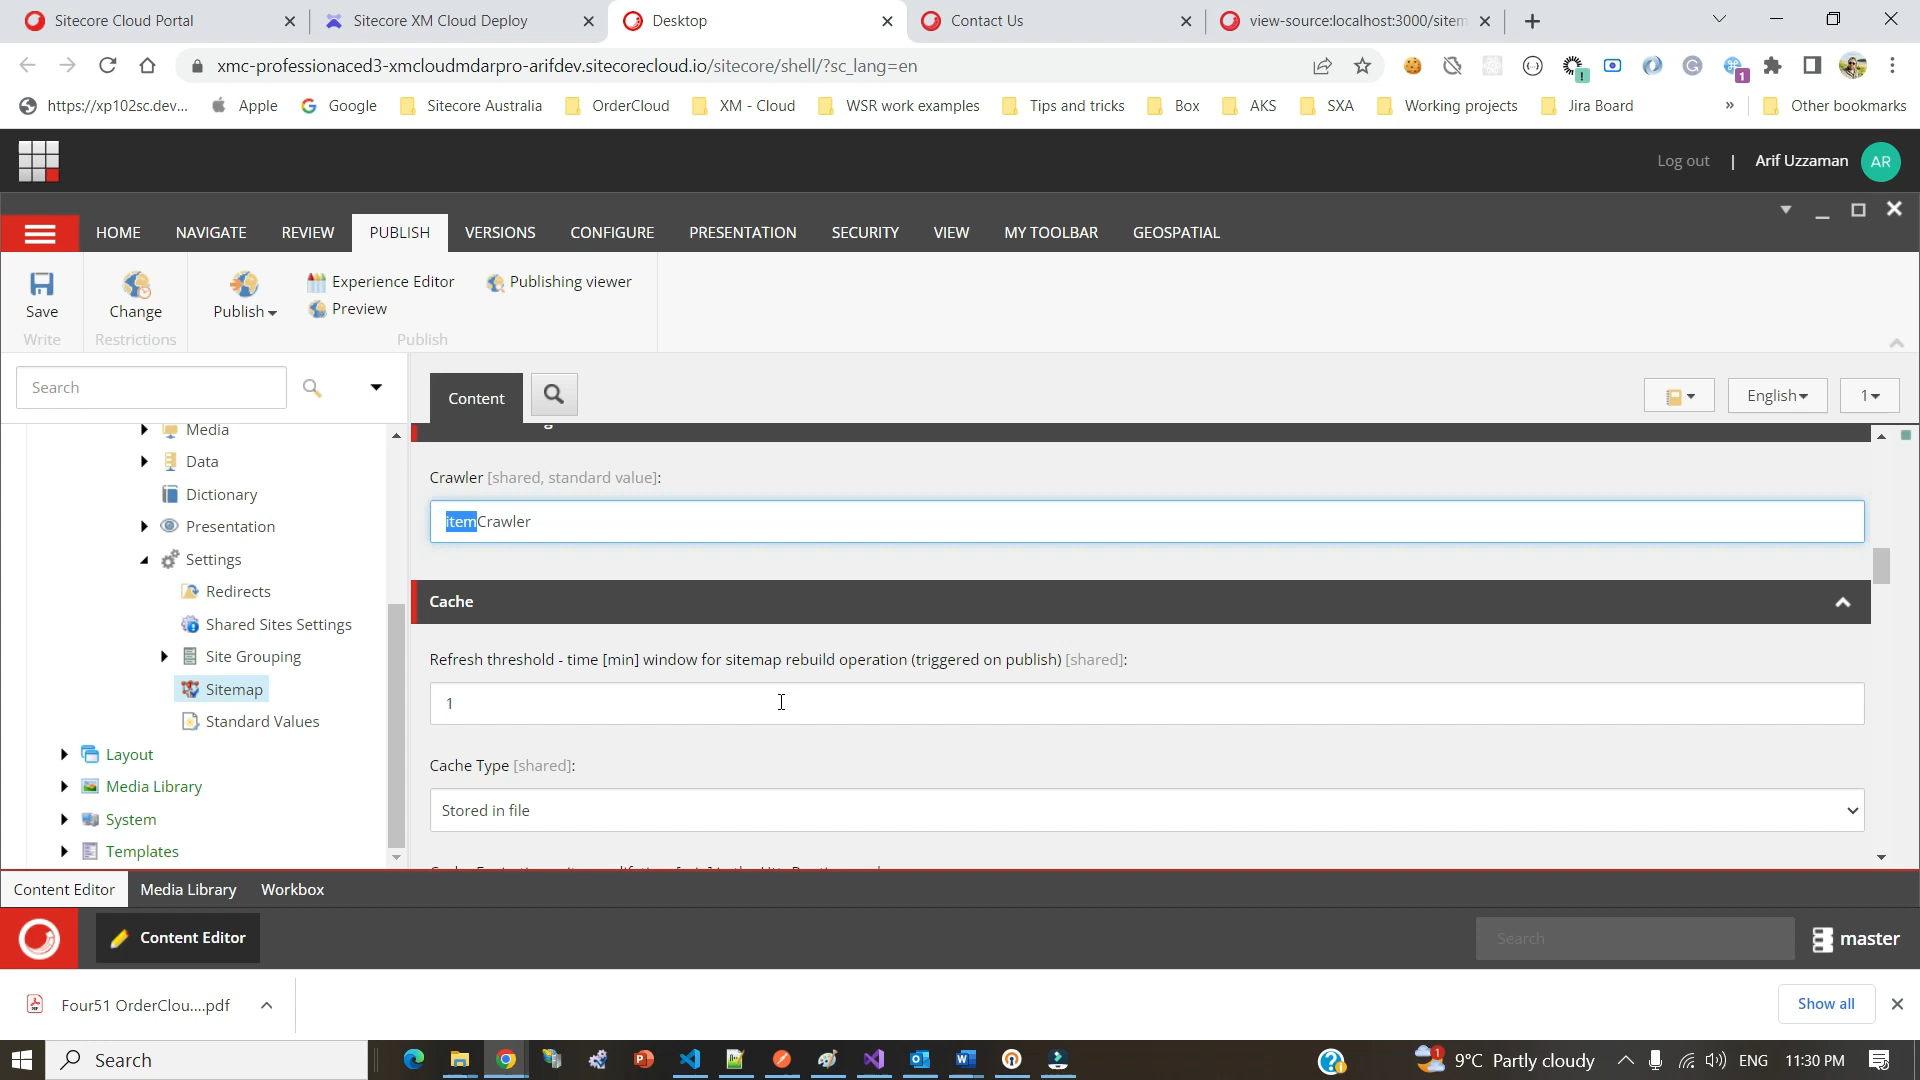 Sitecore Cloud Portal
Sitecore XM Cloud Deploy
Desktop
Contact Us
view-source:localhost:3000/sitem
xmc-professionaced3-xmcloudmdarpro-arifdev.sitecorecloud.io/sitecore/shell/?sc_lang=en
1
https://xp102sc.dev...
Apple
Google
Sitecore Australia
OrderCloud
XM - Cloud
WSR work examples
Tips and tricks
Box
AKS
SXA
Working projects
Jira Board
»
Other bookmarks
Log out
|
Arif Uzzaman
AR
HOME
NAVIGATE
REVIEW
PUBLISH
VERSIONS
CONFIGURE
PRESENTATION
SECURITY
VIEW
MY TOOLBAR
GEOSPATIAL
Save
Write
Change
Restrictions
Publish
Experience Editor
Preview
Publishing viewer
Publish
Search
Content
English
1
Media
Data
Dictionary
Presentation
Settings
Redirects
Shared Sites Settings
Site Grouping
Sitemap
Standard Values
Layout
Media Library
System
Templates
Crawler [shared, standard value]:
itemCrawler
Cache
Refresh threshold - time [min] window for sitemap rebuild operation (triggered on publish) [shared]:
1
Cache Type [shared]:
Stored in file
Content Editor
Media Library
Workbox
Content Editor
Search
master
Four51 OrderClou....pdf
Show all
Search
1
9°C Partly cloudy
ENG
11:30 PM